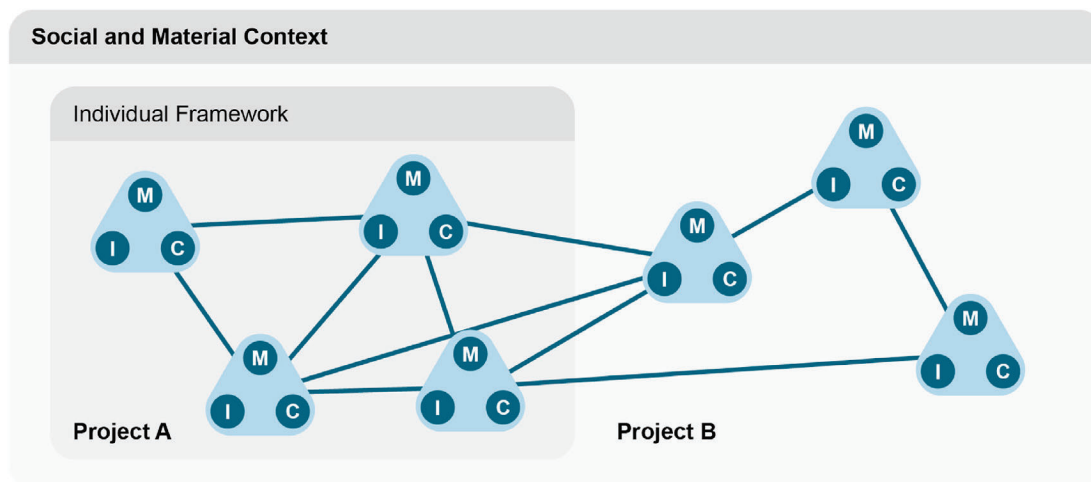 Social and Material Context
Individual Framework
M
I C
M
I C
M
I C
M
I C
M
I C
M
I C
M
I C
Project A
Project B